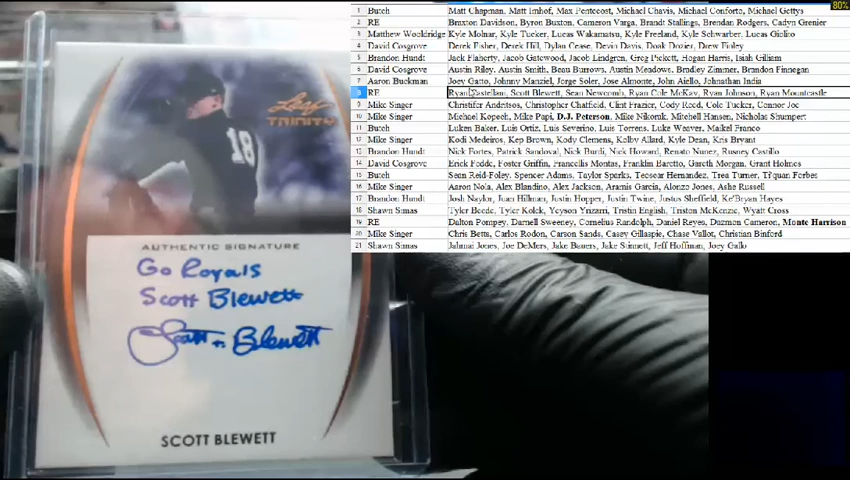 80%
1 Butch Matt Chapman, Matt Imhof, Max Pentecost, Michael Chavis, Michael Conforto, Michael Gettys
2 RE Braxton Davidson, Byron Buxton, Cameron Varga, Brandt Stallings, Brendan Rodgers, Cadyn Grenier
3 Matthew Wooldridge Kyle Molnar, Kyle Tucker, Lucas Wakamatsu, Kyle Freeland, Kyle Schwarber, Lucas Giolito
4 David Cosgrove Derek Fisher, Derek Hill, Dylan Cease, Devin Davis, Doak Dozier, Drew Finley
5 Brandon Hundt Jack Flaherty, Jacob Gatewood, Jacob Lindgren, Greg Pickett, Hogan Harris, Isiah Gilliam
6 David Cosgrove Austin Riley, Austin Smith, Beau Burrows, Austin Meadows, Bradley Zimmer, Brandon Finnegan
7 Aaron Buckman Joey Gatto, Johnny Manziel, Jorge Soler, Jose Almonte, John Aiello, Johnathan India
8 RE Ryan Castellani, Scott Blewett, Sean Newcomb, Ryan Cole McKay, Ryan Johnson, Ryan Mountcastle
9 Mike Singer Christifer Andritsos, Christopher Chatfield, Clint Frazier, Cody Reed, Cole Tucker, Connor Joe
10 Mike Singer Michael Kopech, Mike Papi, D.J. Peterson, Mike Nikorak, Mitchell Hansen, Nicholas Shumpert
11 Butch Luken Baker, Luis Ortiz, Luis Severino, Luis Torrens, Luke Weaver, Maikel Franco
12 Mike Singer Kodi Medeiros, Kep Brown, Kody Clemens, Kolby Allard, Kyle Dean, Kris Bryant
13 Brandon Hundt Nick Fortes, Patrick Sandoval, Nick Burdi, Nick Howard, Renato Nunez, Rusney Castillo
14 David Cosgrove Erick Fedde, Foster Griffin, Francellis Montas, Franklin Barreto, Gareth Morgan, Grant Holmes
15 Butch Sean Reid-Foley, Spencer Adams, Taylor Sparks, Teoscar Hernandez, Trea Turner, Ti'quan Forbes
16 Mike Singer Aaron Nola, Alex Blandino, Alex Jackson, Aramis Garcia, Alonzo Jones, Ashe Russell
17 Brandon Hundt Josh Naylor, Juan Hillman, Justin Hopper, Justin Twine, Justus Sheffield, Ke'Bryan Hayes
18 Shawn Simas Tyler Beede, Tyler Kolek, Yeyson Yrizarri, Tristin English, Triston McKenzie, Wyatt Cross
19 RE Dalton Pompey, Darnell Sweeney, Cornelius Randolph, Daniel Reyes, Dazmon Cameron, Monte Harrison
20 Mike Singer Chris Betts, Carlos Rodon, Carson Sands, Casey Gillaspie, Chase Vallot, Christian Binford
21 Shawn Simas Jahmai Jones, Joe DeMers, Jake Bauers, Jake Stinnett, Jeff Hoffman, Joey Gallo
Leaf
TRINITY
18
AUTHENTIC SIGNATURE
Go Royals
Scott Blewett
Scott Blewett
SCOTT BLEWETT